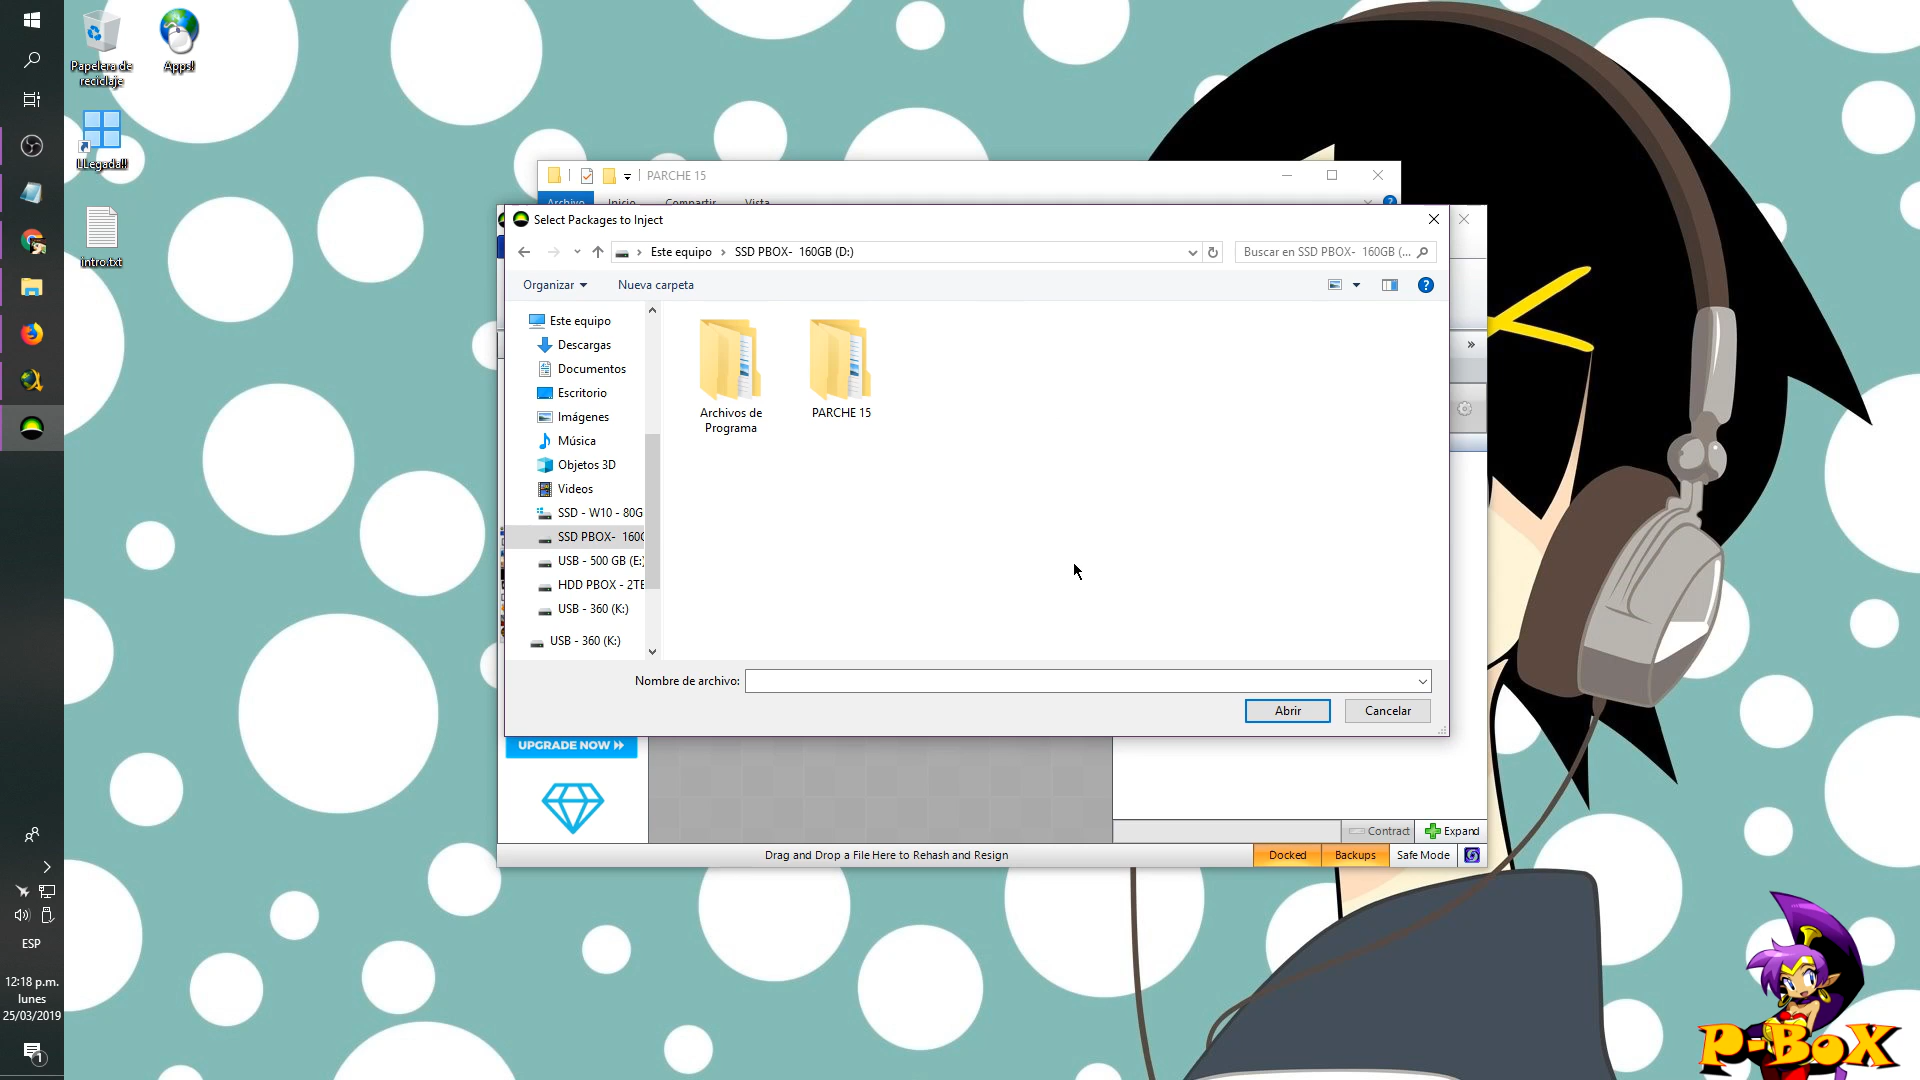 Papelera de
reciclaje
Apps!
LLegada!!
intro.txt
PARCHE 15
Archivo Inicio Compartir Vista
Select Packages to Inject
Este equipo SSD PBOX- 160GB (D:)
Buscar en SSD PBOX- 160GB (...
Organizar
Nueva carpeta
Este equipo
Descargas
Documentos
Escritorio
Imágenes
Música
Objetos 3D
Videos
SSD - W10 - 80G
SSD PBOX- 160G
USB - 500 GB (E:)
HDD PBOX - 2TB
USB - 360 (K:)
USB - 360 (K:)
Archivos de
Programa
PARCHE 15
Nombre de archivo:
Abrir
Cancelar
UPGRADE NOW
Contract
Expand
Drag and Drop a File Here to Rehash and Resign
Docked
Backups
Safe Mode
ESP
12:18 p.m.
lunes
25/03/2019
1
P-BoX